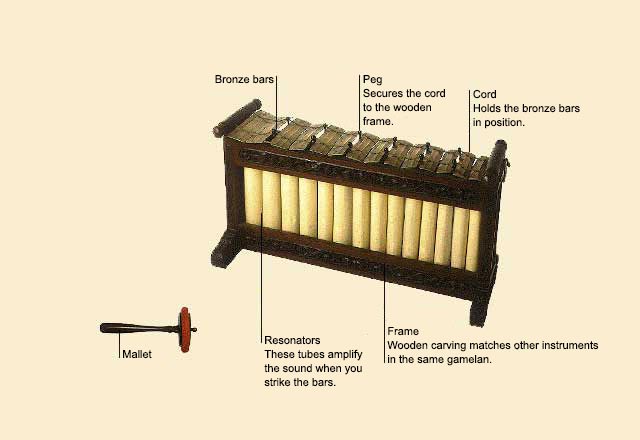 Bronze bars
Peg
Secures the cord
to the wooden
frame.
Cord
Holds the bronze bars
in position.
Mallet
Resonators
These tubes amplify
the sound when you
strike the bars.
Frame
Wooden carving matches other instruments
in the same gamelan.